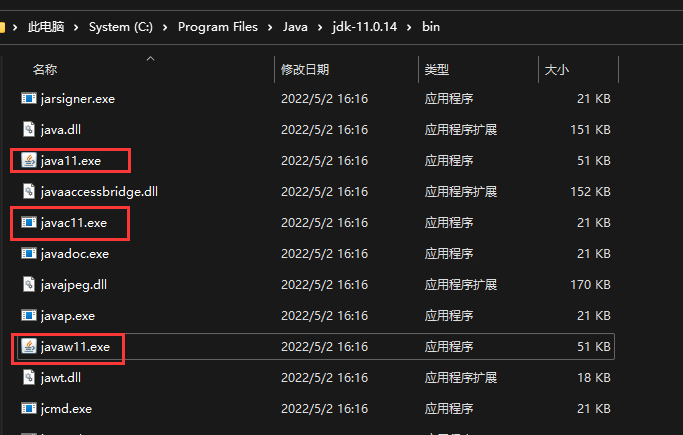 此电脑 > System (C:) > Program Files > Java > jdk-11.0.14 > bin
名称 修改日期 类型 大小
jarsigner.exe 2022/5/2 16:16 应用程序 21 KB
java.dll 2022/5/2 16:16 应用程序扩展 151 KB
java11.exe 2022/5/2 16:16 应用程序 51 KB
javaaccessbridge.dll 2022/5/2 16:16 应用程序扩展 152 KB
javac11.exe 2022/5/2 16:16 应用程序 21 KB
javadoc.exe 2022/5/2 16:16 应用程序 21 KB
javajpeg.dll 2022/5/2 16:16 应用程序扩展 170 KB
javap.exe 2022/5/2 16:16 应用程序 21 KB
javaw11.exe 2022/5/2 16:16 应用程序 51 KB
jawt.dll 2022/5/2 16:16 应用程序扩展 18 KB
jcmd.exe 2022/5/2 16:16 应用程序 21 KB